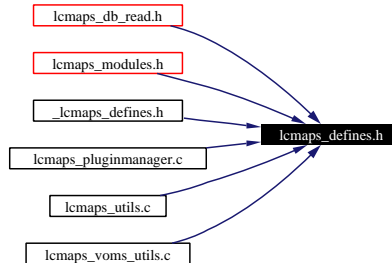 lcmaps_db_read.h
lcmaps_modules.h
_lcmaps_defines.h
lcmaps_defines.h
lcmaps_pluginmanager.c
lcmaps_utils.c
lcmaps_voms_utils.c